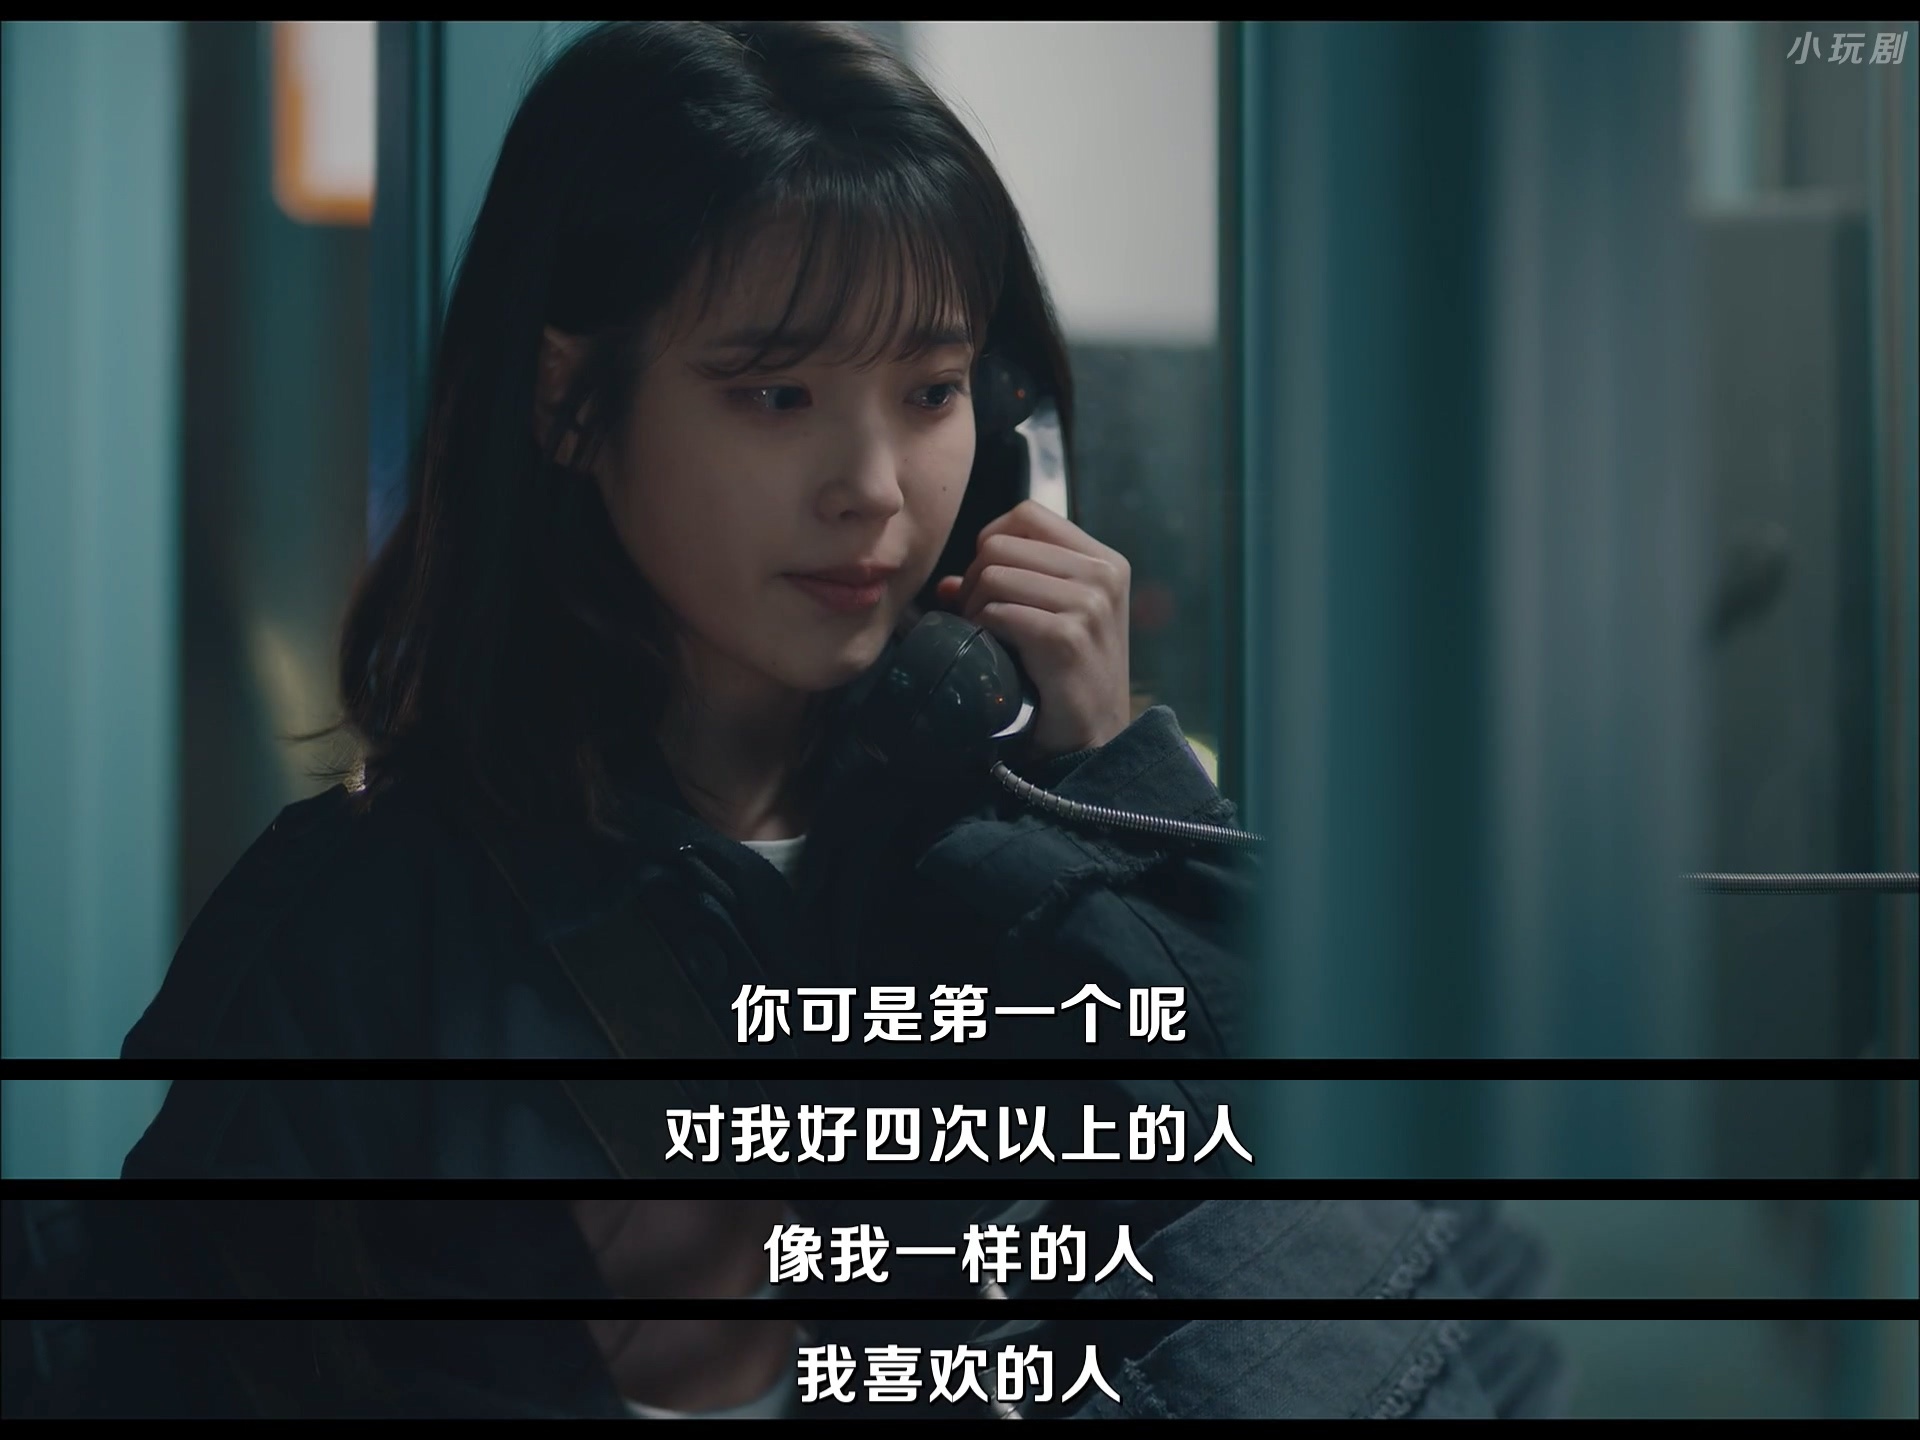 小玩剧
你可是第一个呢
对我好四次以上的人
像我一样的人
我喜欢的人